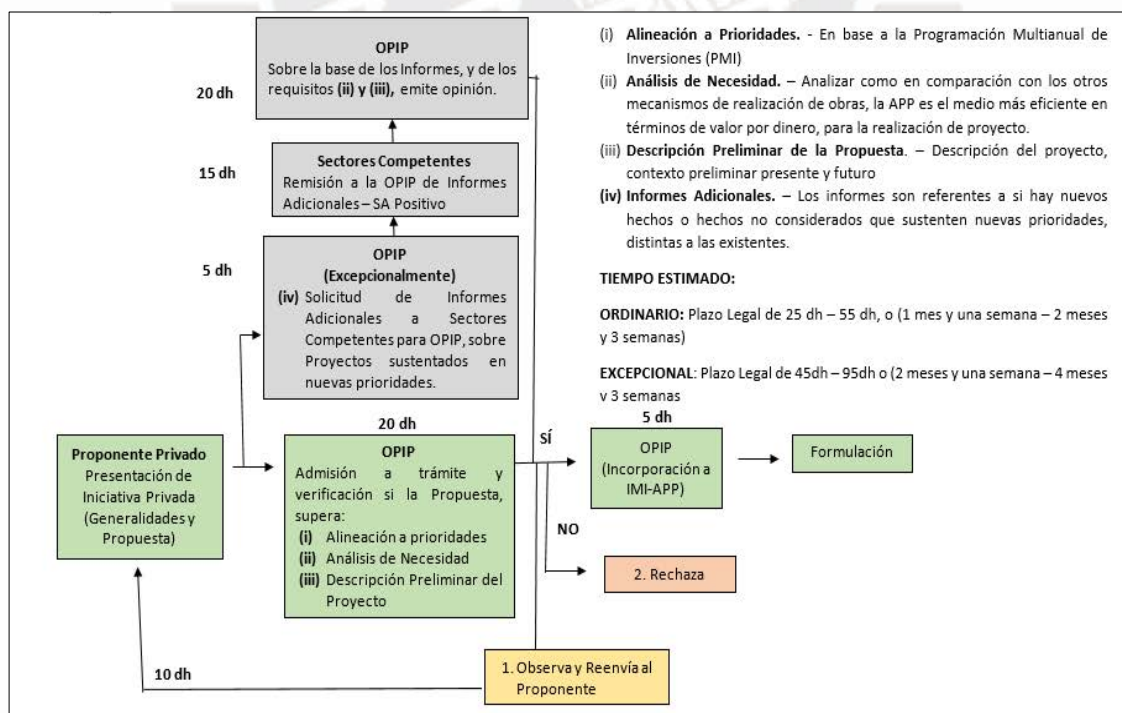 OPIP
Sobre la base de los Informes, y de los
requisitos (ii) y (iii), emite opinión.
20 dh
Sectores Competentes
Remisión a la OPIP de Informes
Adicionales – SA Positivo
15 dh
OPIP
(Excepcionalmente)
(iv) Solicitud de Informes
Adicionales a Sectores
Competentes para OPIP, sobre
Proyectos sustentados en
nuevas prioridades.
5 dh
(i) Alineación a Prioridades. - En base a la Programación Multianual de
Inversiones (PMI)
(ii) Análisis de Necesidad. – Analizar como en comparación con los otros
mecanismos de realización de obras, la APP es el medio más eficiente en
términos de valor por dinero, para la realización de proyecto.
(iii) Descripción Preliminar de la Propuesta. – Descripción del proyecto,
contexto preliminar presente y futuro
(iv) Informes Adicionales. – Los informes son referentes a si hay nuevos
hechos o hechos no considerados que sustenten nuevas prioridades,
distintas a las existentes.
TIEMPO ESTIMADO:
ORDINARIO: Plazo Legal de 25 dh – 55 dh, o (1 mes y una semana – 2 meses
y 3 semanas)
EXCEPCIONAL: Plazo Legal de 45dh – 95dh o (2 meses y una semana – 4 meses
y 3 semanas
Proponente Privado
Presentación de
Iniciativa Privada
(Generalidades y
Propuesta)
20 dh
OPIP
Admisión a trámite y
verificación si la Propuesta,
supera:
(i) Alineación a prioridades
(ii) Análisis de Necesidad
(iii) Descripción Preliminar del
Proyecto
SÍ
5 dh
OPIP
(Incorporación a
IMI-APP)
Formulación
NO
2. Rechaza
1. Observa y Reenvía al
Proponente
10 dh